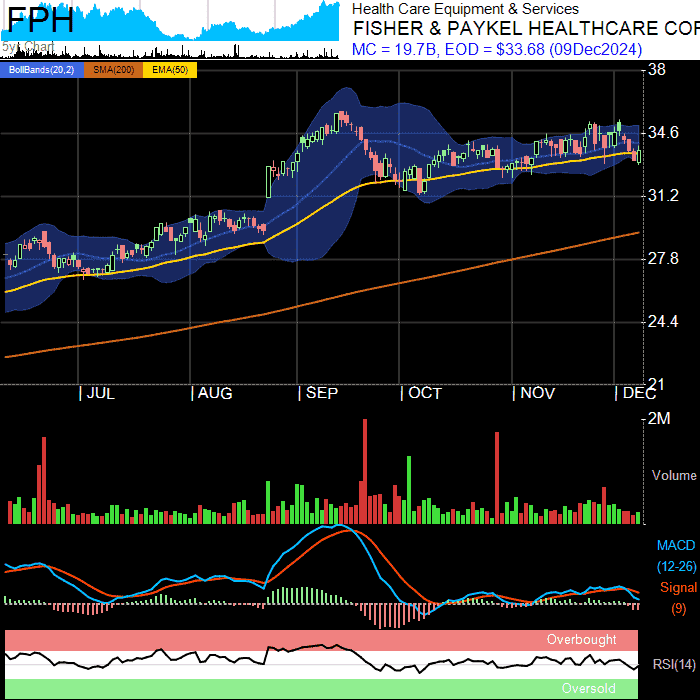 FPH
5yr Chart
Health Care Equipment & Services
FISHER & PAYKEL HEALTHCARE COR
MC = 19.7B, EOD = $33.68 (09Dec2024)
BollBands(20,2) SMA(200) EMA(50)
38
34.6
31.2
27.8
24.4
21
JUL AUG SEP OCT NOV DEC
2M
Volume
MACD
(12-26)
Signal
(9)
Overbought
RSI(14)
Oversold